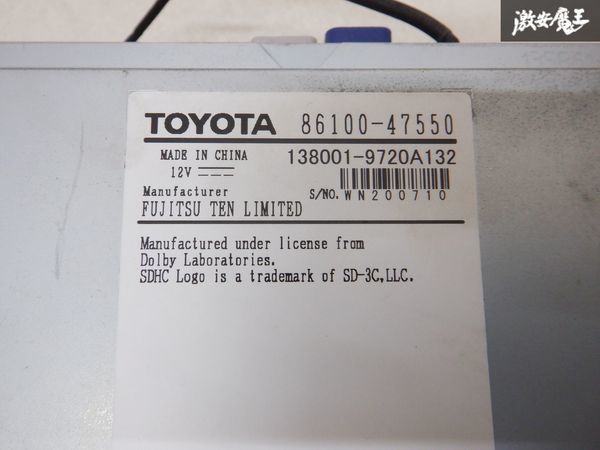 激安魔王
TOYOTA 86100-47550
MADE IN CHINA 138001-9720A132
12V
Manufacturer S/NO. WN200710
FUJITSU TEN LIMITED
Manufactured under license from
Dolby Laboratories.
SDHC Logo is a trademark of SD-3C,LLC.